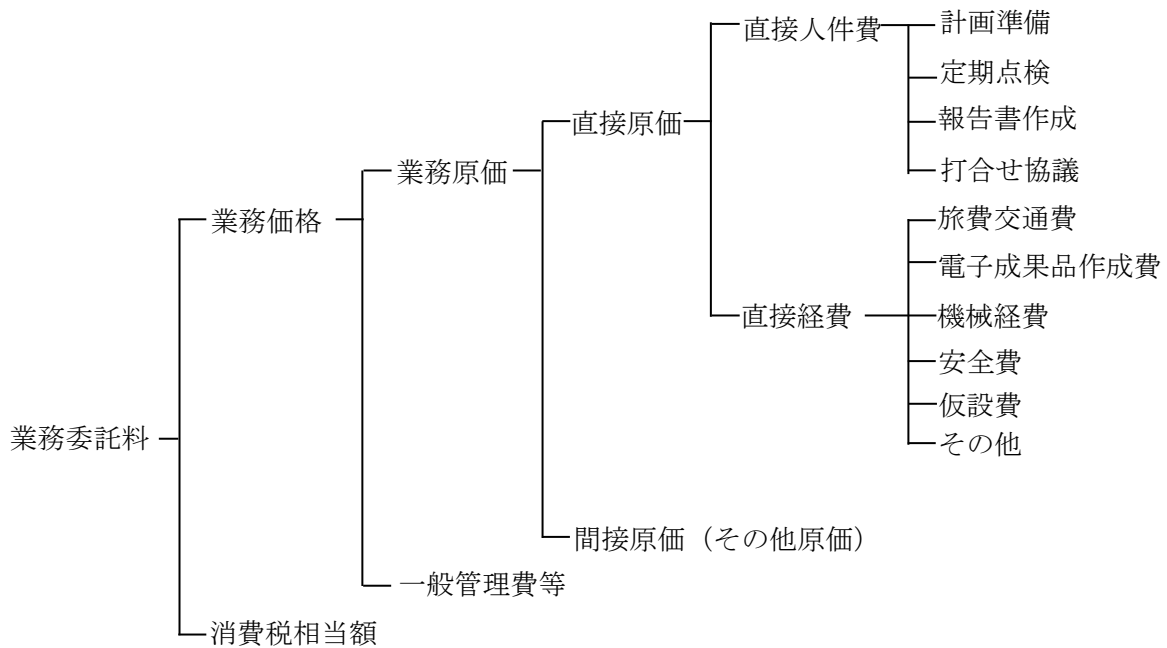 業務委託料
業務価格
消費税相当額
業務原価
一般管理費等
直接原価
間接原価（その他原価）
直接人件費
計画準備
定期点検
報告書作成
打合せ協議
直接経費
旅費交通費
電子成果品作成費
機械経費
安全費
仮設費
その他